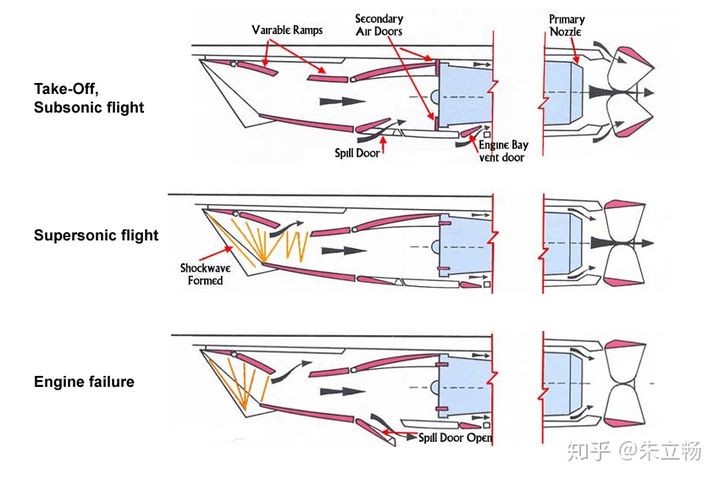 Secondary
Air Doors
Primary
Nozzle
Vairable Ramps
Take-Off,
Subsonic flight
Spill Door
Engine Bay
vent door
Supersonic flight
Shockwave
Formed
Engine failure
Spill Door Open
知乎 @朱立畅